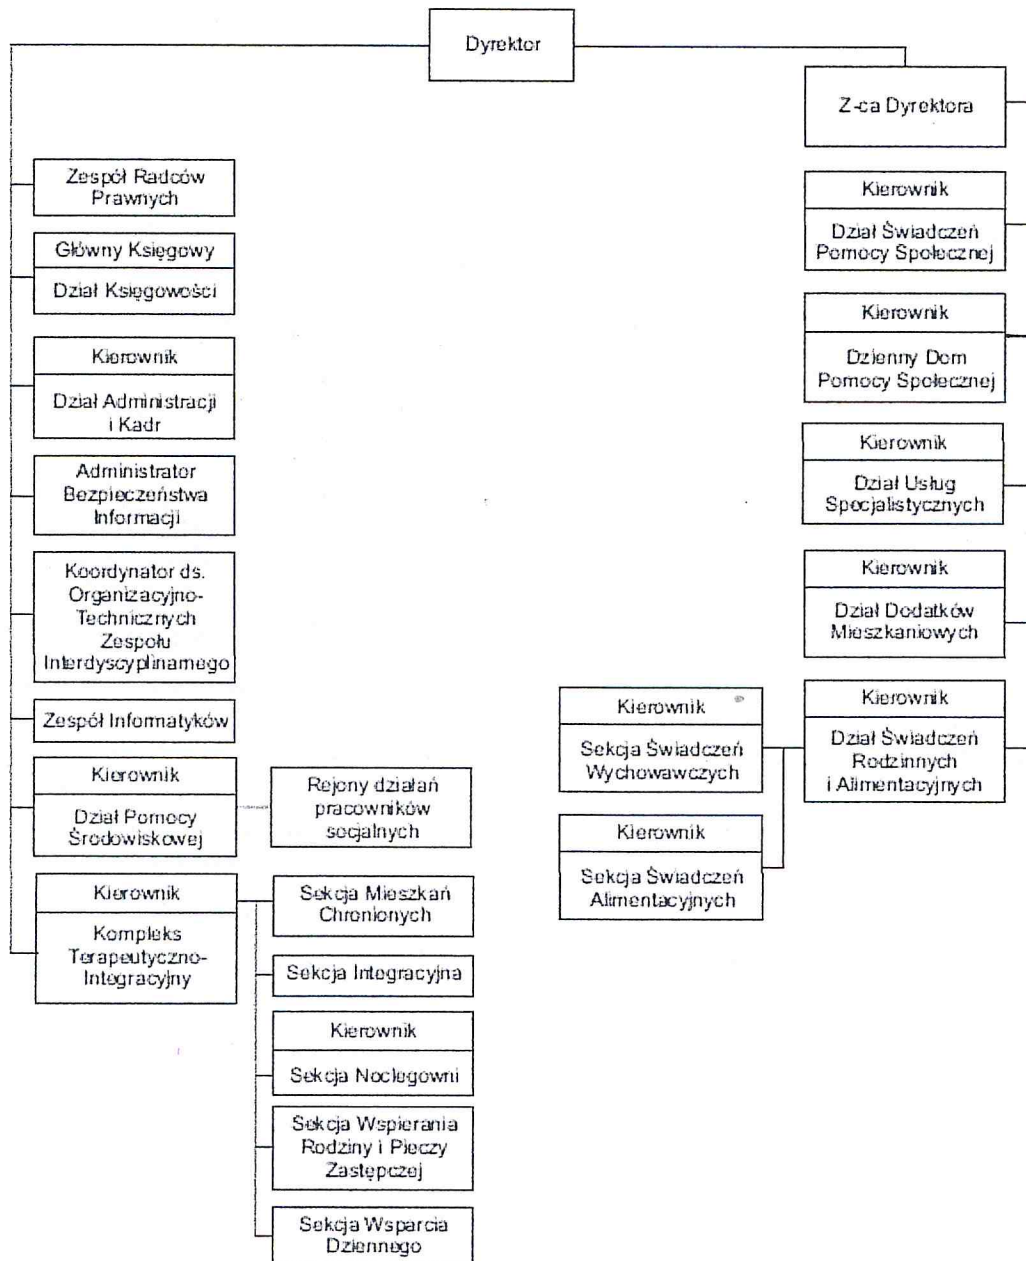 Dyrektor
Z-ca Dyrektora
Zespół Radców
Prawnych
Główny Księgowy
Dział Księgowości
Kierownik
Dział Administracji
i Kadr
Administrator
Bezpieczeństwa
Informacji
Koordynator ds.
Organizacyjno-
Technicznych
Zespołu
Interdyscyplinarnego
Zespół Informatyków
Kierownik
Dział Pomocy
Środowiskowej
Rejony działań
pracowników
socjalnych
Kierownik
Kompleks
Terapeutyczno-
Integracyjny
Sekcja Mieszkań
Chronionych
Sekcja Integracyjna
Kierownik
Sekcja Noclegowni
Sekcja Wspierania
Rodziny i Pieczy
Zastępczej
Sekcja Wsparcia
Dziennego
Kierownik
Dział Świadczeń
Pomocy Społecznej
Kierownik
Dzienny Dom
Pomocy Społecznej
Kierownik
Dział Usług
Specjalistycznych
Kierownik
Dział Dodatków
Mieszkaniowych
Kierownik
Dział Świadczeń
Rodzinnych
i Alimentacyjnych
Kierownik
Sekcja Świadczeń
Wychowawczych
Kierownik
Sekcja Świadczeń
Alimentacyjnych